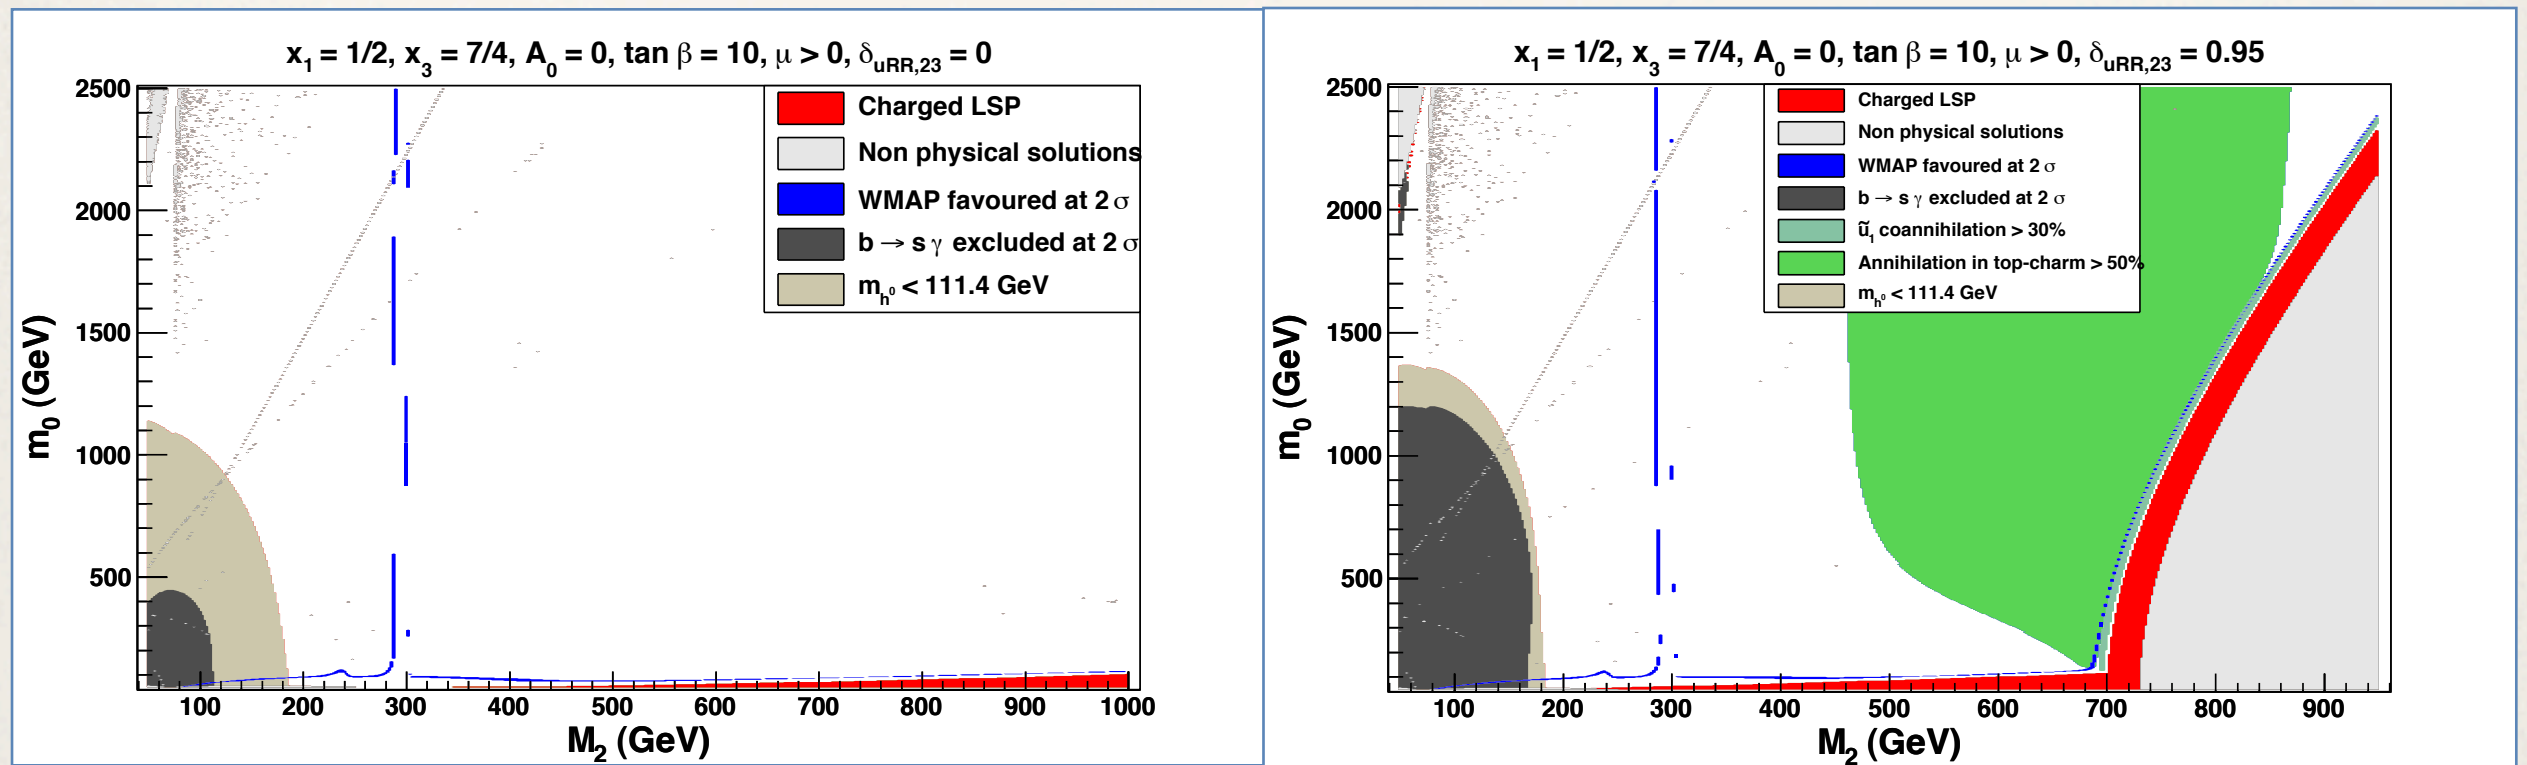 x₁ = 1/2, x₃ = 7/4, A₀ = 0, tan β = 10, μ > 0, δ_uRR,23 = 0
2500
2000
1500
1000
500
m₀ (GeV)
Charged LSP
Non physical solutions
WMAP favoured at 2 σ
b → s γ excluded at 2 σ
m_h⁰ < 111.4 GeV
100 200 300 400 500 600 700 800 900 1000
M₂ (GeV)
x₁ = 1/2, x₃ = 7/4, A₀ = 0, tan β = 10, μ > 0, δ_uRR,23 = 0.95
2500
2000
1500
1000
500
m₀ (GeV)
Charged LSP
Non physical solutions
WMAP favoured at 2 σ
b → s γ excluded at 2 σ
ũ₁ coannihilation > 30%
Annihilation in top-charm > 50%
m_h⁰ < 111.4 GeV
100 200 300 400 500 600 700 800 900
M₂ (GeV)